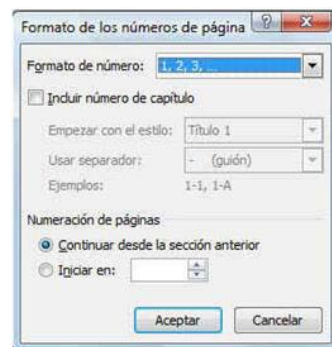 Formato de los números de página
Formato de número: 1, 2, 3, ...
Incluir número de capítulo
Empezar con el estilo: Título 1
Usar separador: - (guión)
Ejemplos: 1-1, 1-A
Numeración de páginas
Continuar desde la sección anterior
Iniciar en:
Aceptar Cancelar